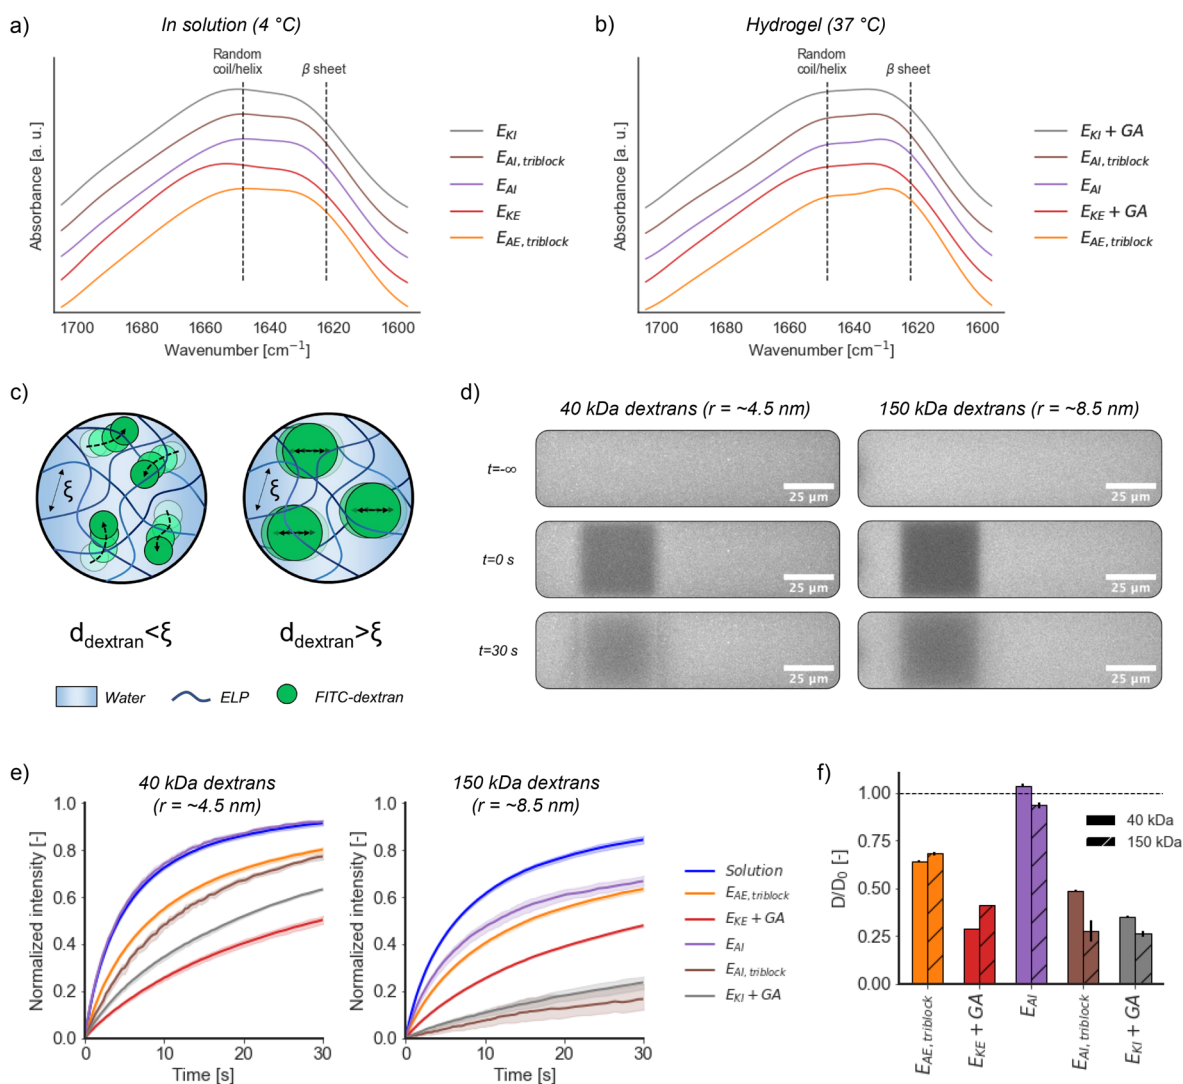 a)
In solution (4 °C)
Random
coil/helix
β sheet
Absorbance [a. u.]
1700
1680
1660
1640
1620
1600
Wavenumber [cm⁻¹]
E_KI
E_AI, triblock
E_AI
E_KE
E_AE, triblock
b)
Hydrogel (37 °C)
Random
coil/helix
β sheet
Absorbance [a. u.]
1700
1680
1660
1640
1620
1600
Wavenumber [cm⁻¹]
E_KI + GA
E_AI, triblock
E_AI
E_KE + GA
E_AE, triblock
c)
ξ
ξ
d_dextran<ξ
d_dextran>ξ
Water
ELP
FITC-dextran
d)
40 kDa dextrans (r = ~4.5 nm)
150 kDa dextrans (r = ~8.5 nm)
t=-∞
25 µm
25 µm
t=0 s
25 µm
25 µm
t=30 s
25 µm
25 µm
e)
40 kDa dextrans
(r = ~4.5 nm)
Normalized intensity [-]
1.0
0.8
0.6
0.4
0.2
0.0
0
10
20
30
Time [s]
150 kDa dextrans
(r = ~8.5 nm)
Normalized intensity [-]
1.0
0.8
0.6
0.4
0.2
0.0
0
10
20
30
Time [s]
Solution
E_AE, triblock
E_KE + GA
E_AI
E_AI, triblock
E_KI + GA
f)
D/D₀ [-]
1.00
0.75
0.50
0.25
0.00
40 kDa
150 kDa
E_AE, triblock
E_KE + GA
E_AI
E_AI, triblock
E_KI + GA